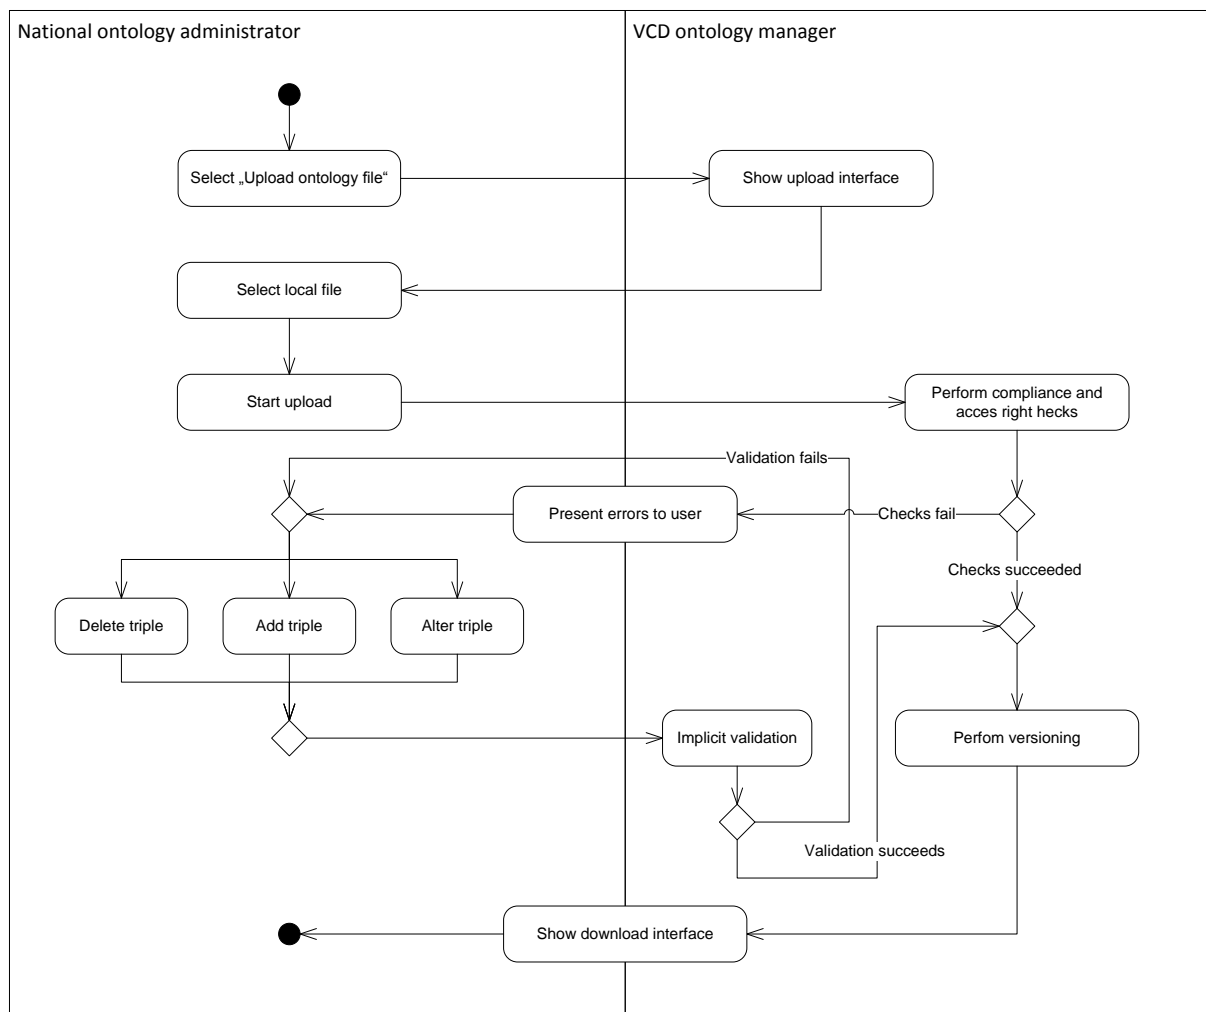 National ontology administrator
VCD ontology manager
Select „Upload ontology file“
Show upload interface
Select local file
Start upload
Perform compliance and
acces right hecks
Validation fails
Present errors to user
Checks fail
Checks succeeded
Delete triple
Add triple
Alter triple
Implicit validation
Perfom versioning
Validation succeeds
Show download interface